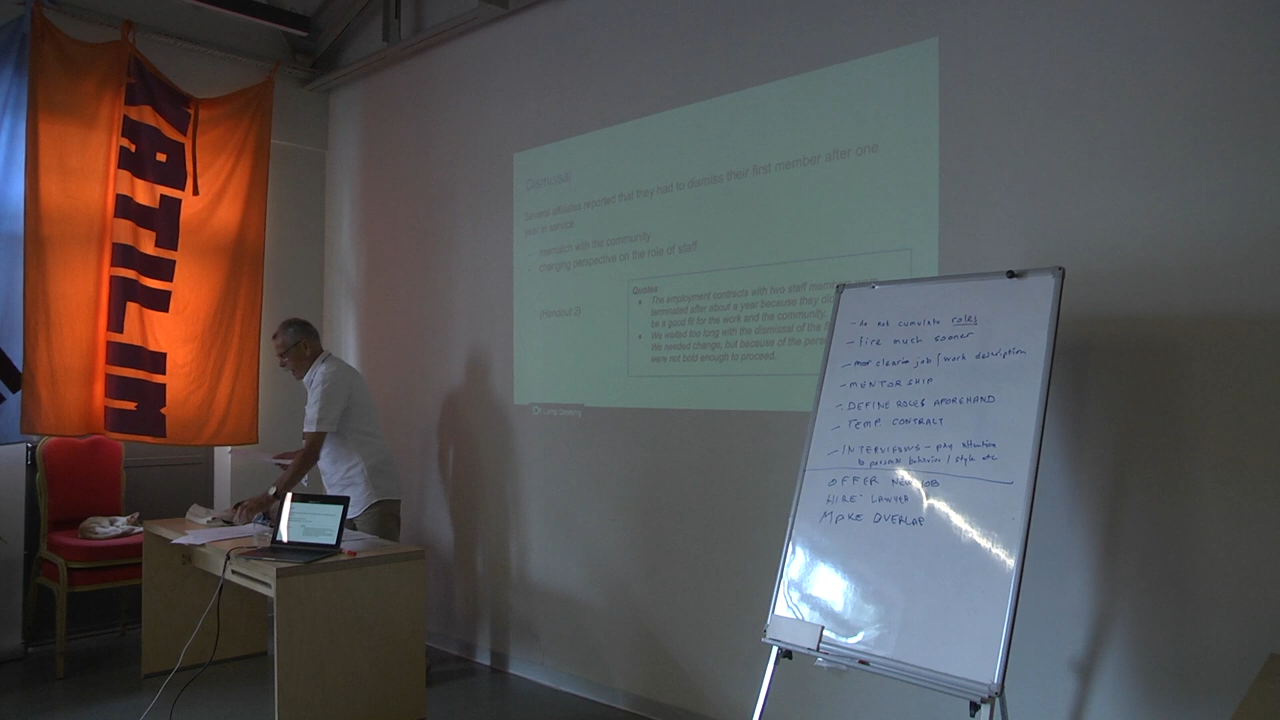 KATILIM
Dismissal
Several affiliates reported that they had to dismiss their first member after one
year in service
- mismatch with the community
- changing perspective on the role of staff
(Handout 2)
Quotes
• The employment contracts with two staff
terminated after about a year because they
be a good fit for the work and the community.
• We waited too long with the dismissal of the
We needed change, but because of the
were not bold enough to proceed.
- do not cumulate roles
- fire much sooner
- job / work description
- MENTORSHIP
- DEFINE ROLES AFOREHAND
- TEMP CONTRACT
- INTERVIEWS - pay attention
to personal behavior / style etc
OFFER NEW JOB
HIRE LAWYER
MAKE OVERLAP